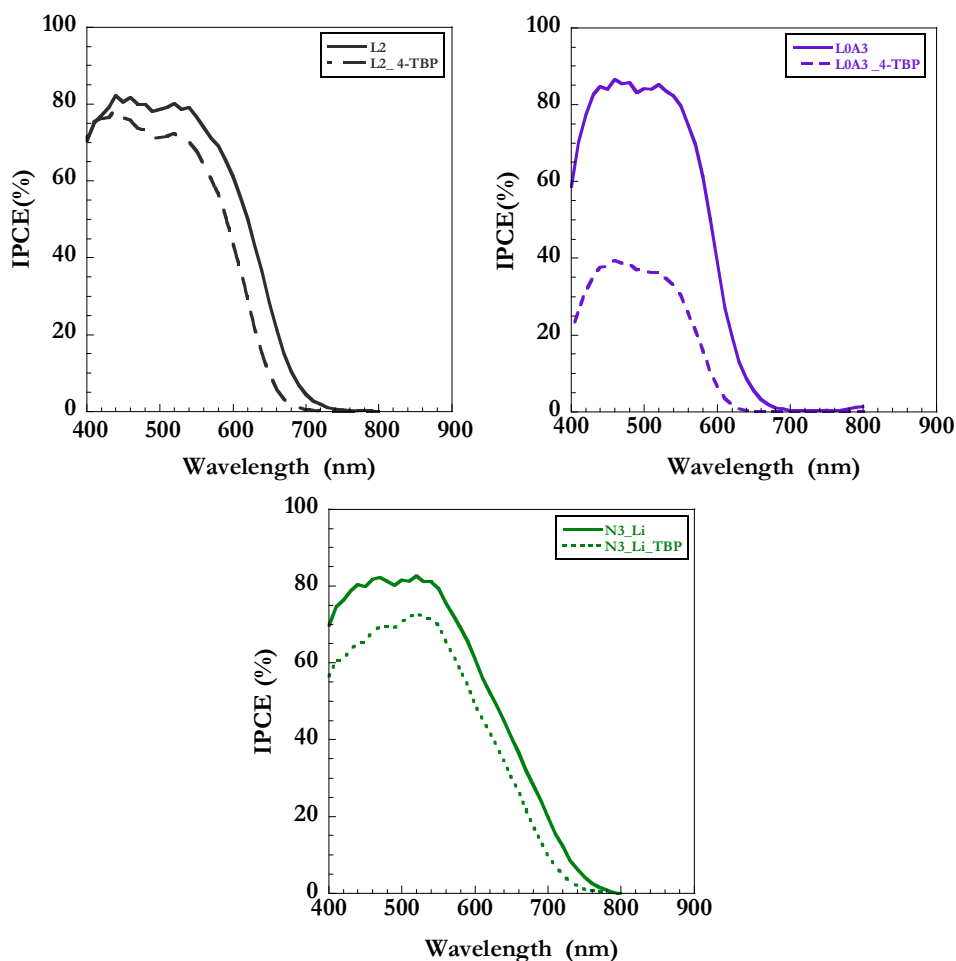 100
80
60
40
20
0
IPCE(%)
400 500 600 700 800 900
Wavelength (nm)
L2
L2_ 4-TBP
100
80
60
40
20
0
IPCE(%)
400 500 600 700 800 900
Wavelength (nm)
L0A3
L0A3 _4-TBP
100
80
60
40
20
0
IPCE (%)
400 500 600 700 800 900
Wavelength (nm)
N3_Li
N3_Li_TBP